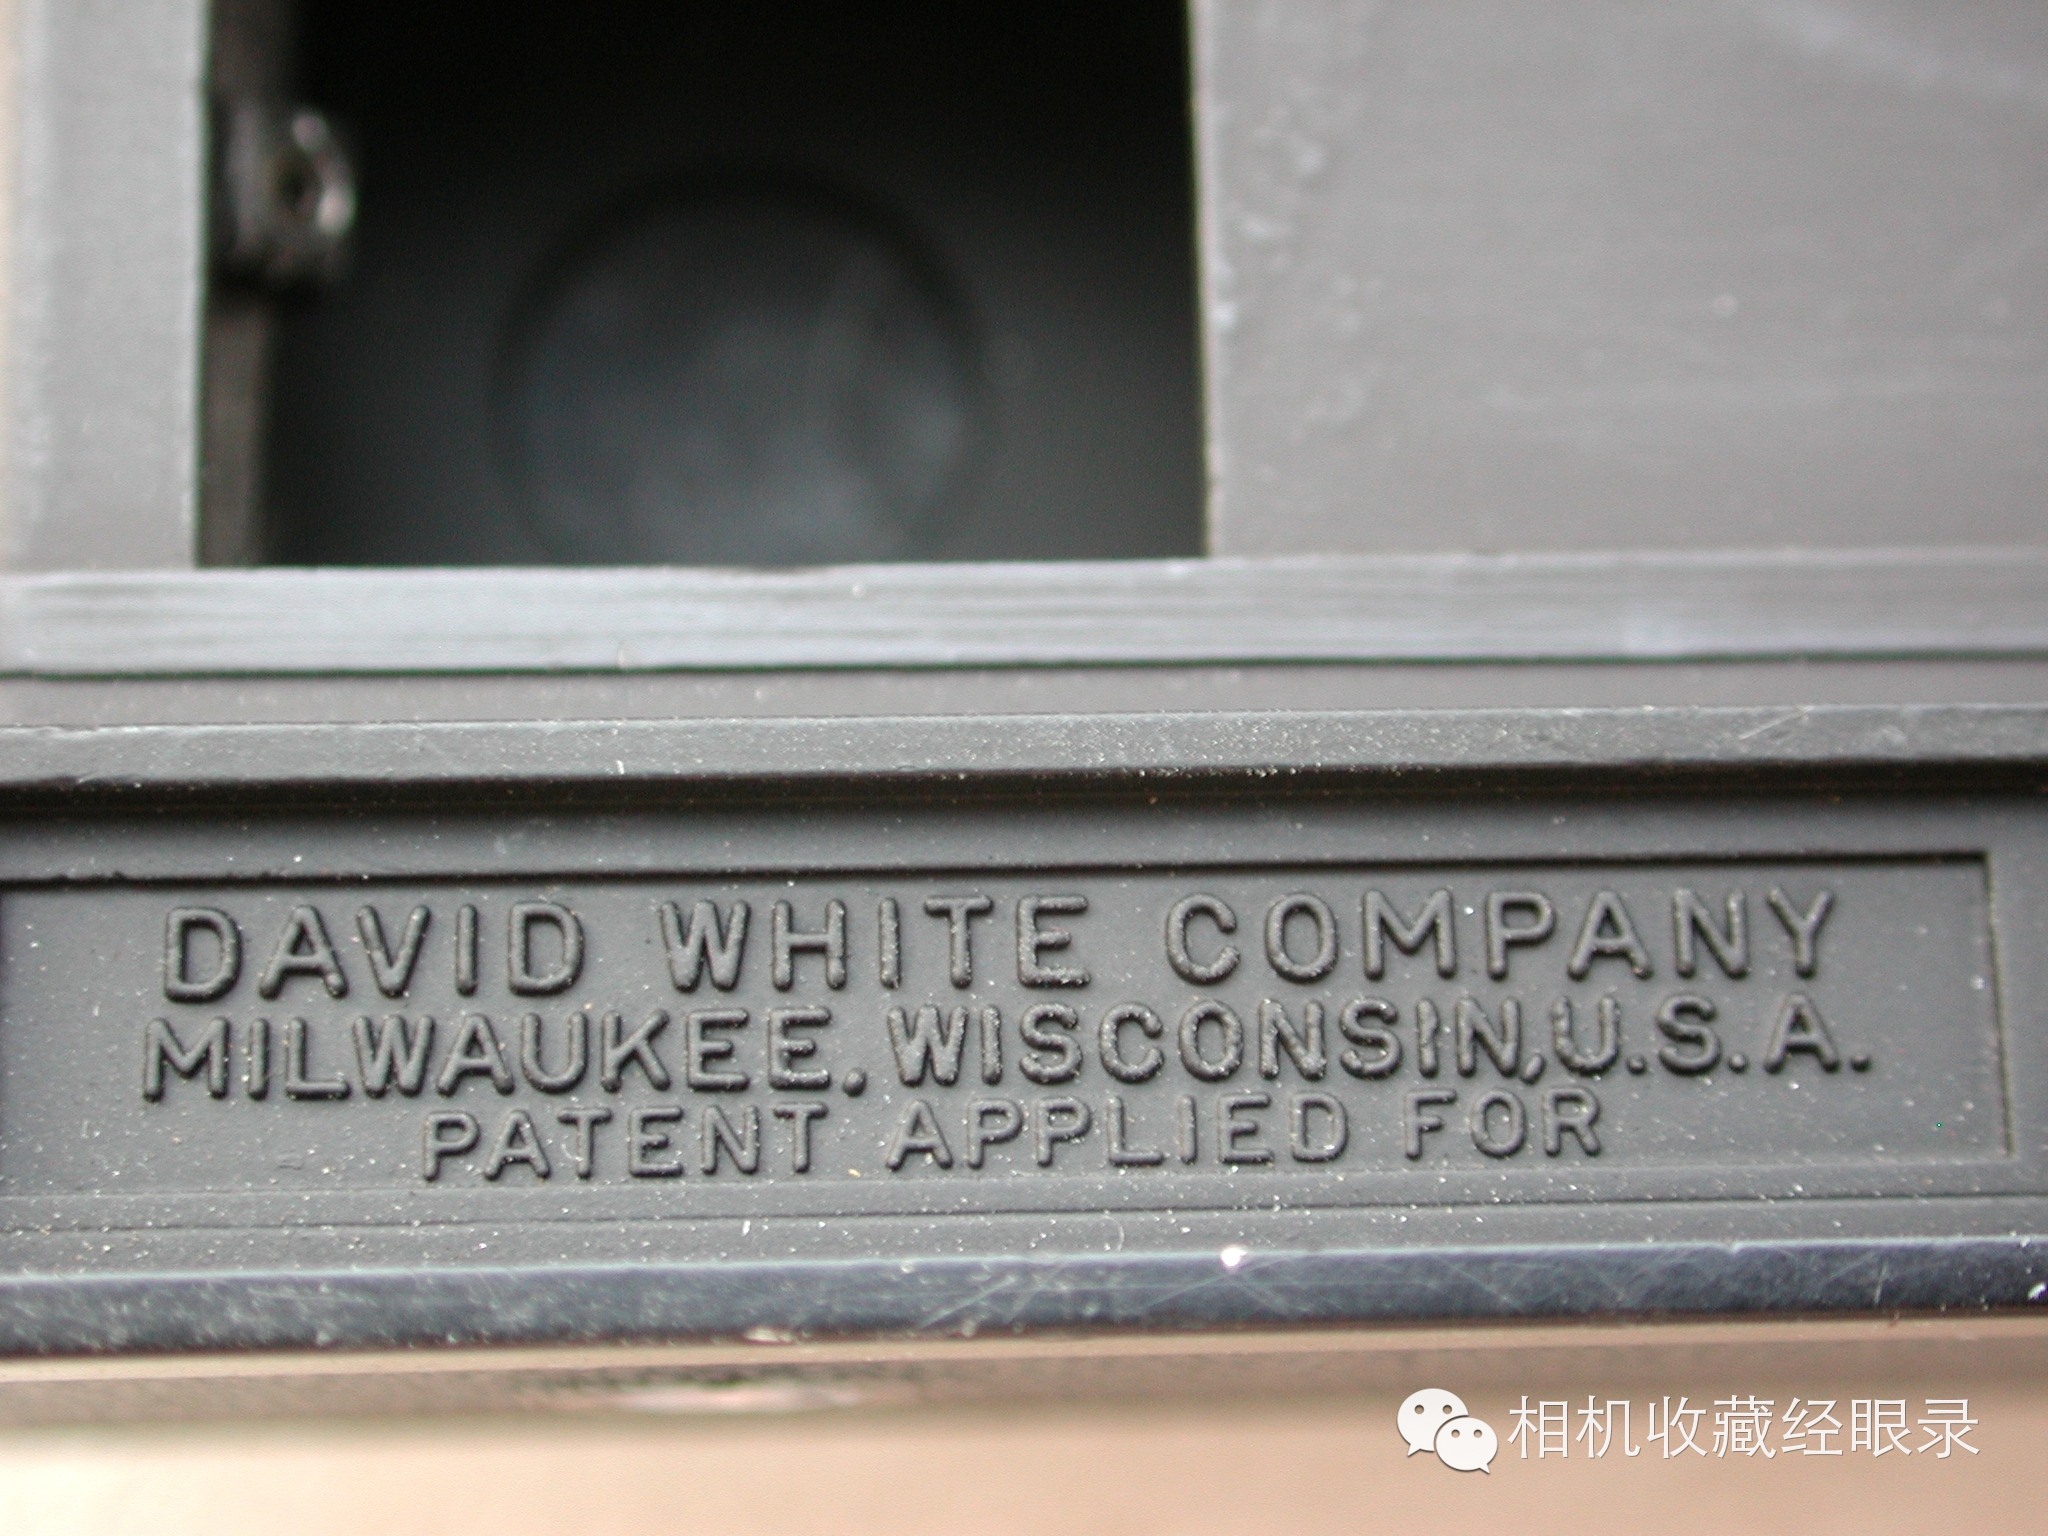 DAVID WHITE COMPANY
MILWAUKEE, WISCONSIN, U.S.A.
PATENT APPLIED FOR
相机收藏经眼录